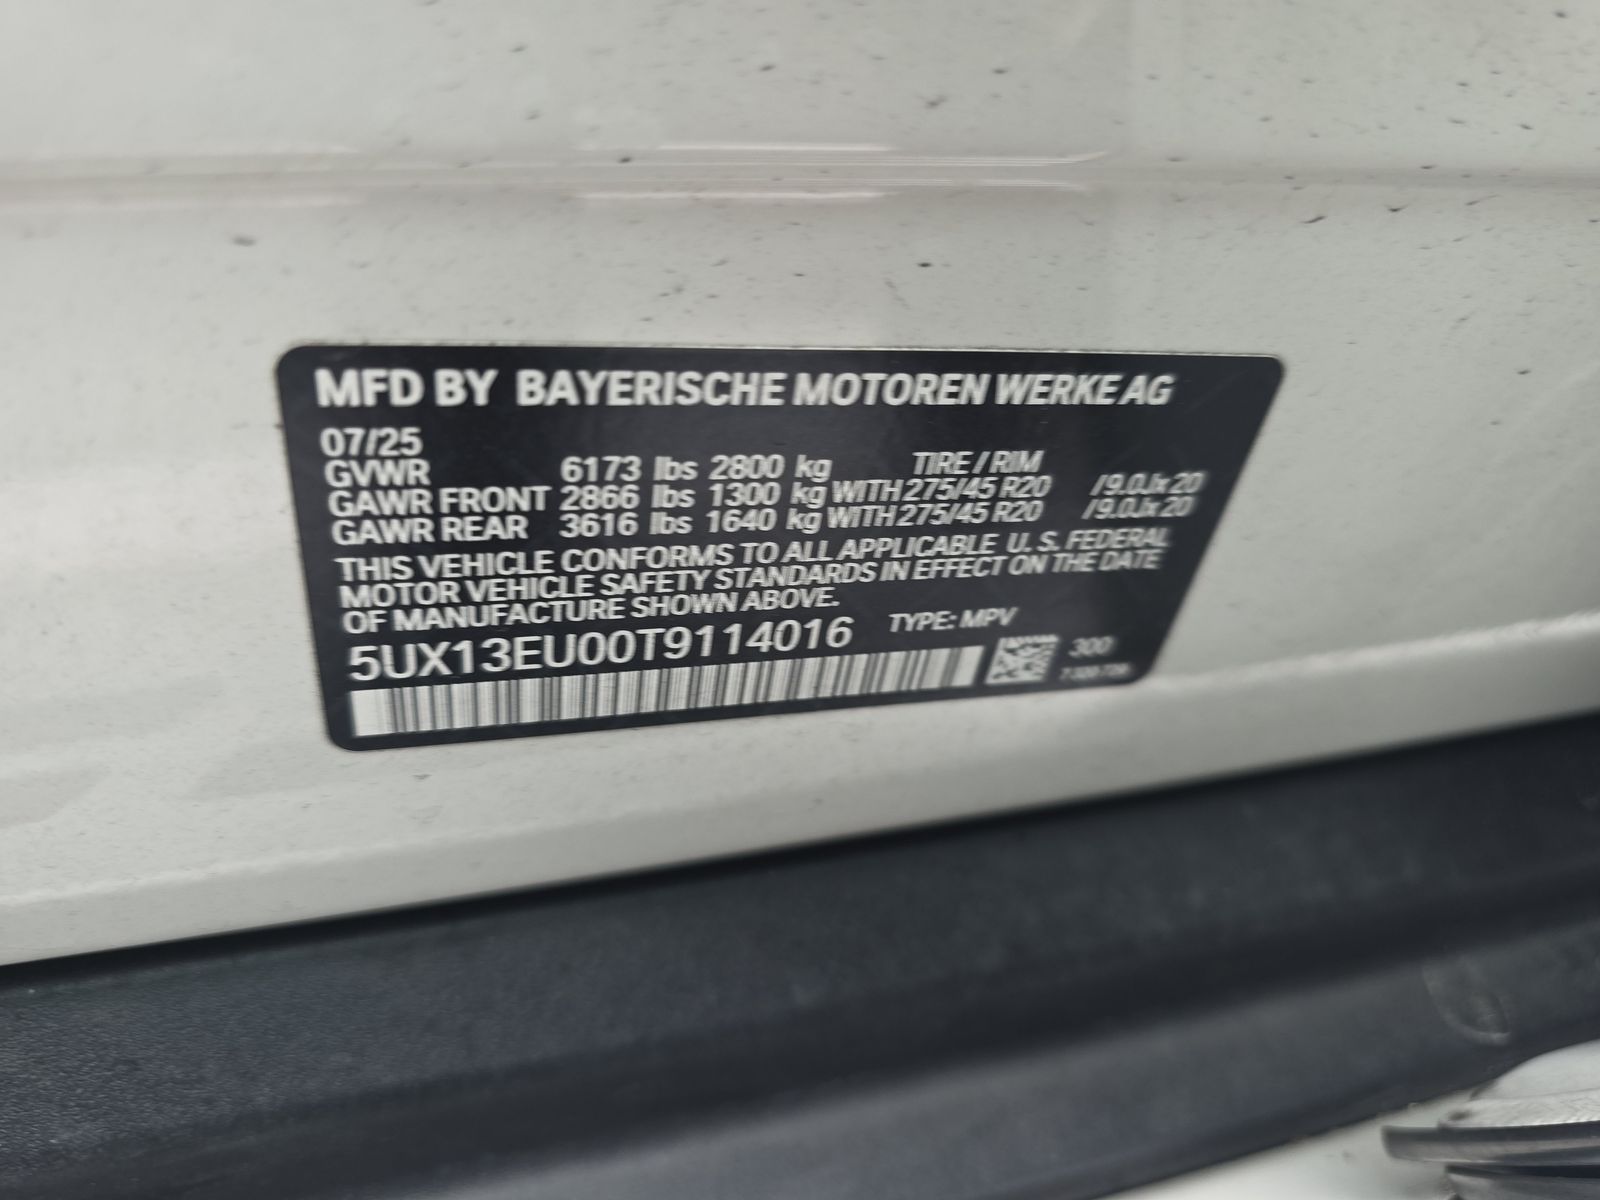 MFD BY BAYERISCHE MOTOREN WERKE AG
07/25
GVWR 6173 lbs 2800 kg TIRE / RIM
GAWR FRONT 2866 lbs 1300 kg WITH 275/45 R20 / 9.0Jx20
GAWR REAR 3616 lbs 1640 kg WITH 275/45 R20 / 9.0Jx20
THIS VEHICLE CONFORMS TO ALL APPLICABLE U. S. FEDERAL
MOTOR VEHICLE SAFETY STANDARDS IN EFFECT ON THE DATE
OF MANUFACTURE SHOWN ABOVE.
5UX13EU00T9114016 TYPE: MPV
300